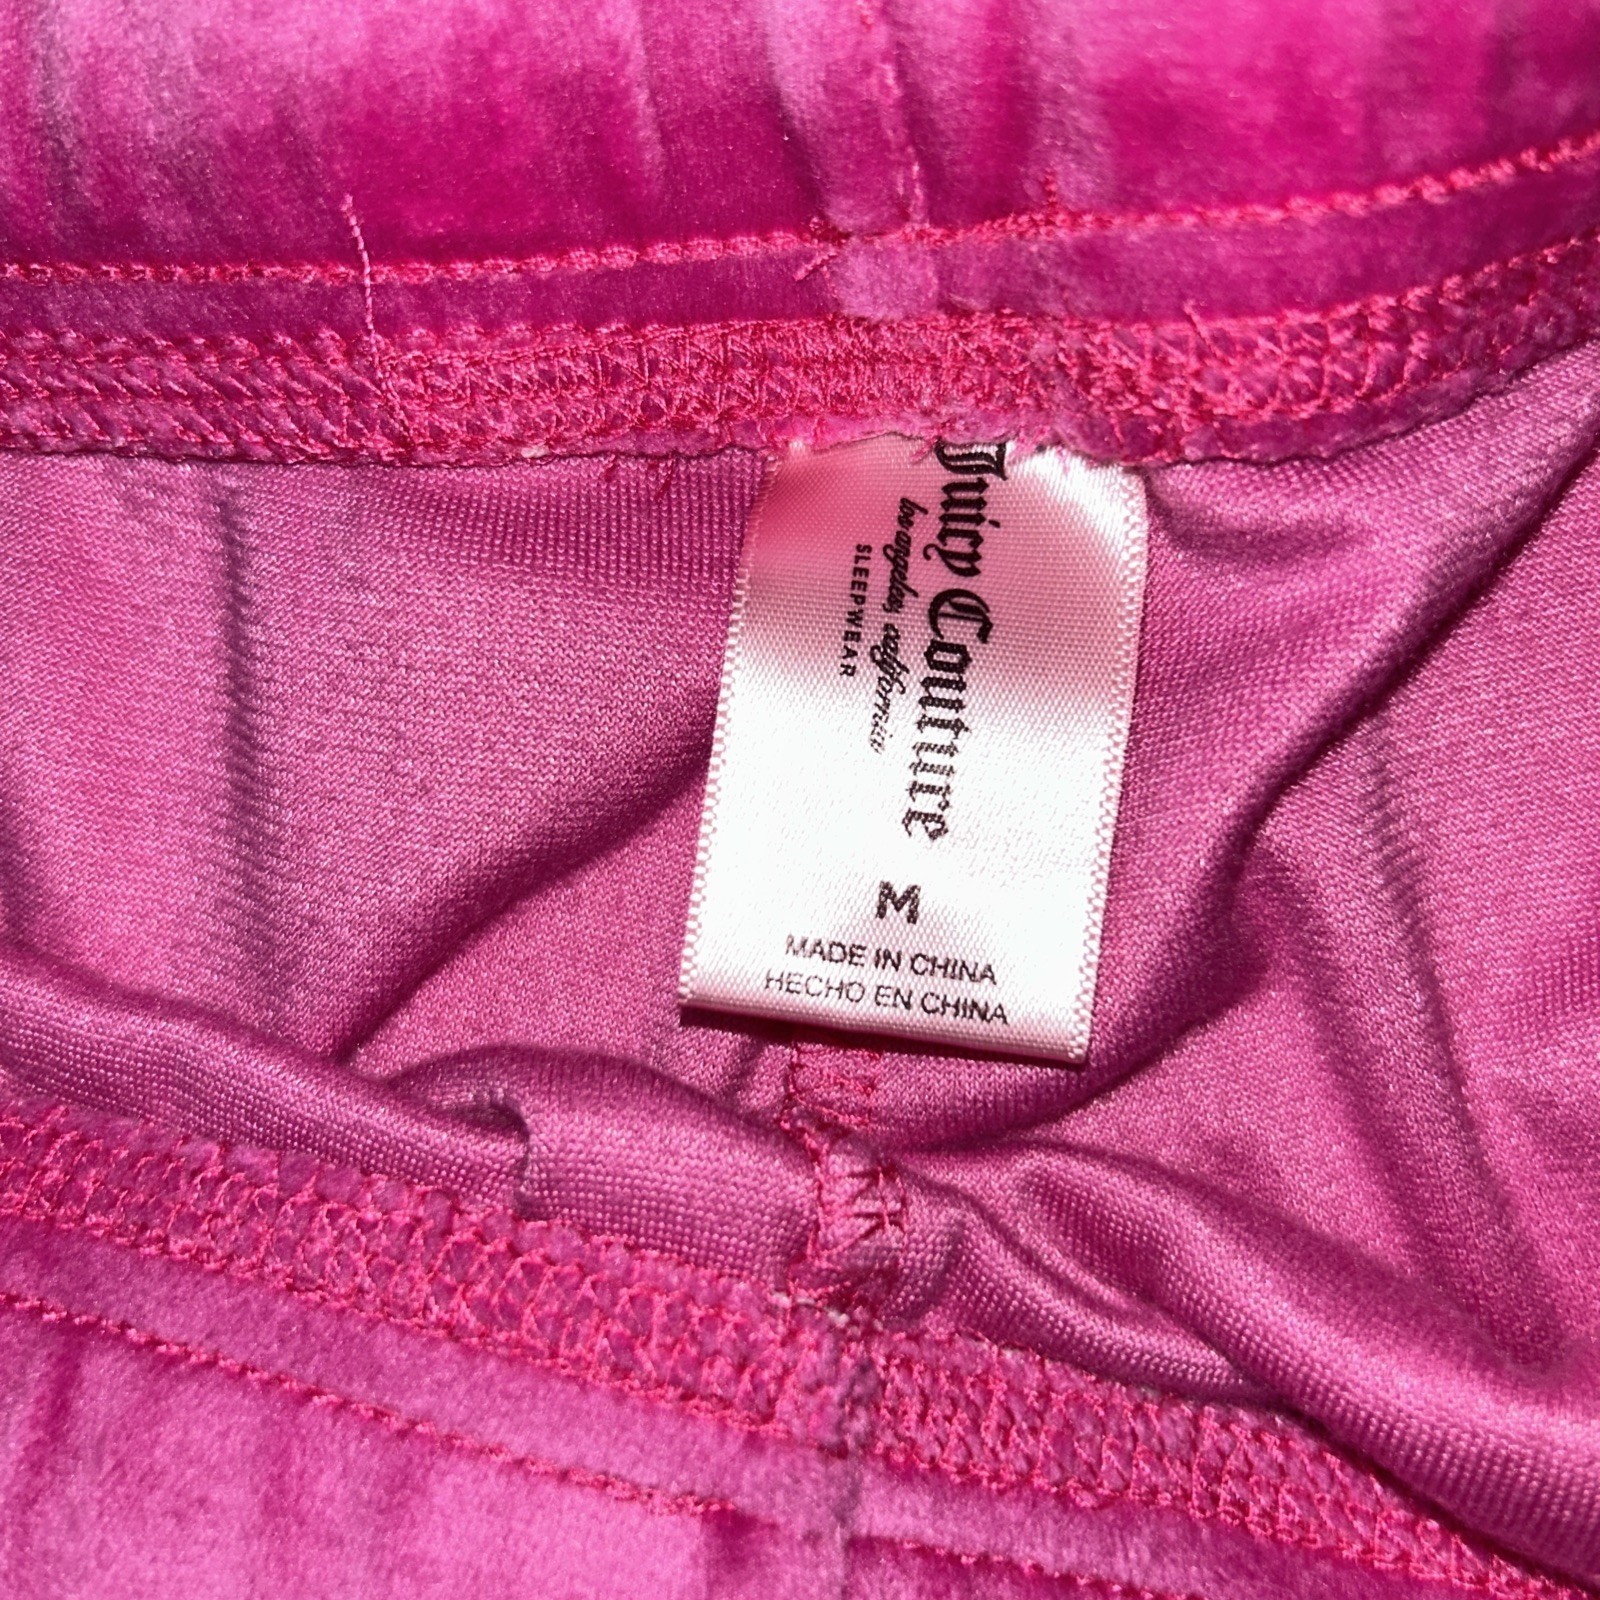 Juicy Couture
los angeles, california
SLEEPWEAR
M
MADE IN CHINA
HECHO EN CHINA